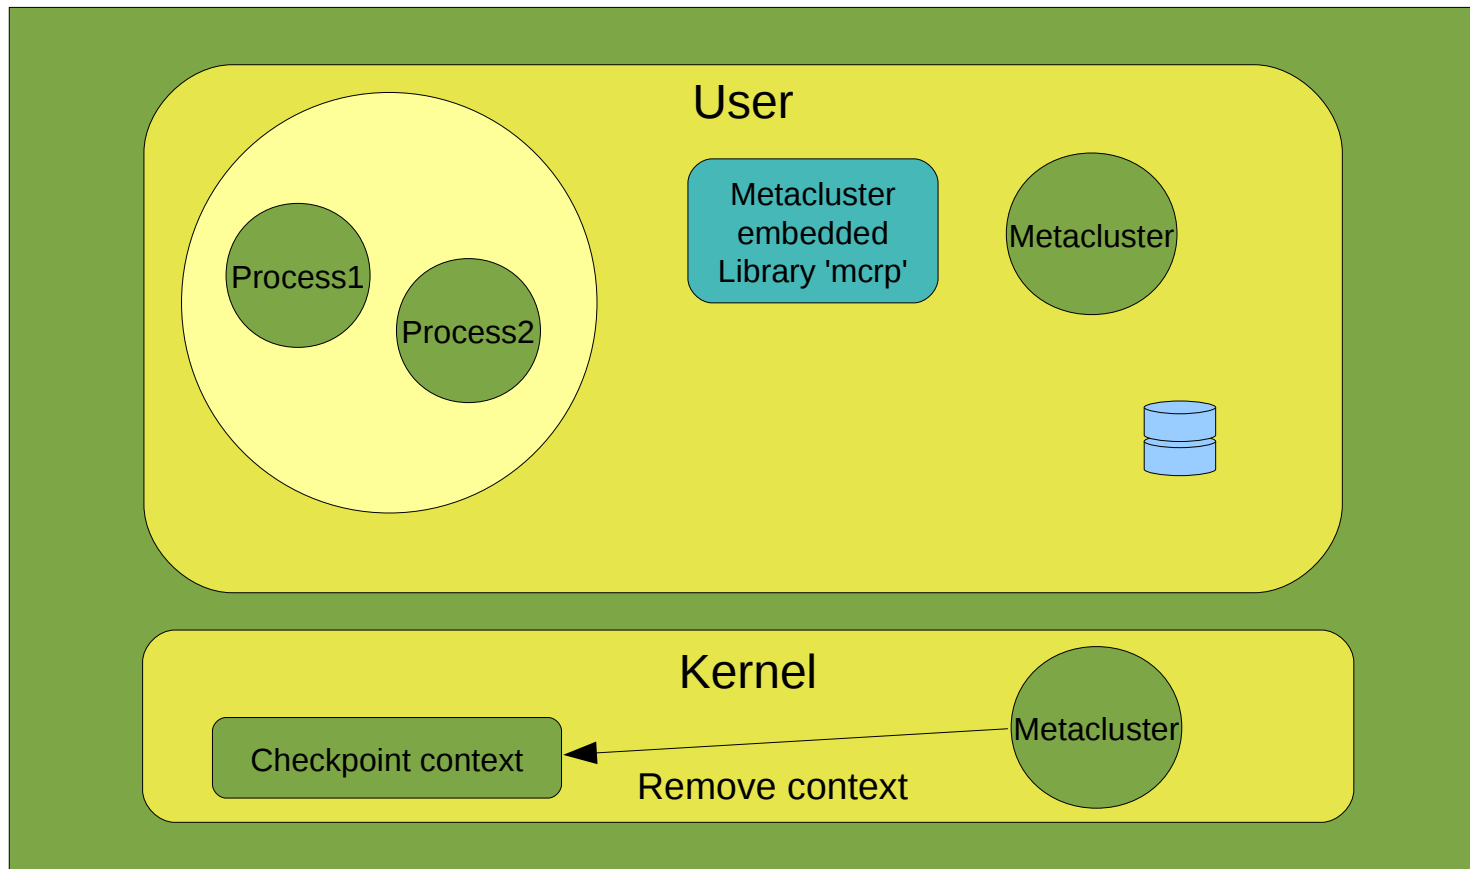 User
Metacluster
embedded
Library 'mcrp'
Metacluster
Process1
Process2
Kernel
Metacluster
Checkpoint context
Remove context